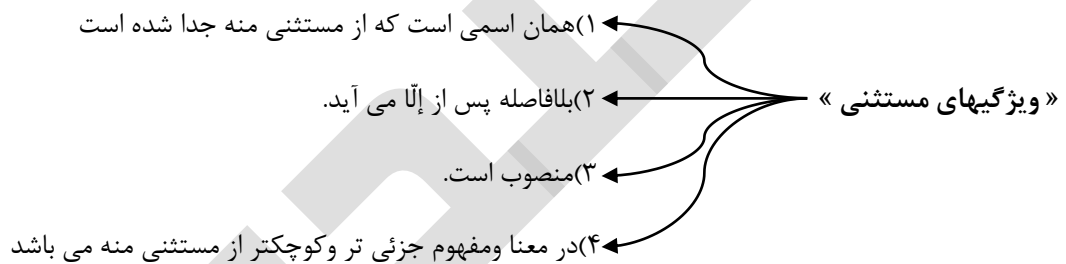 ۱)همان اسمی است که از مستثنی منه جدا شده است
« ویژگیهای مستثنی »
۲)بلافاصله پس از إلّا می آید.
۳)منصوب است.
۴)در معنا ومفهوم جزئی تر وکوچکتر از مستثنی منه می باشد